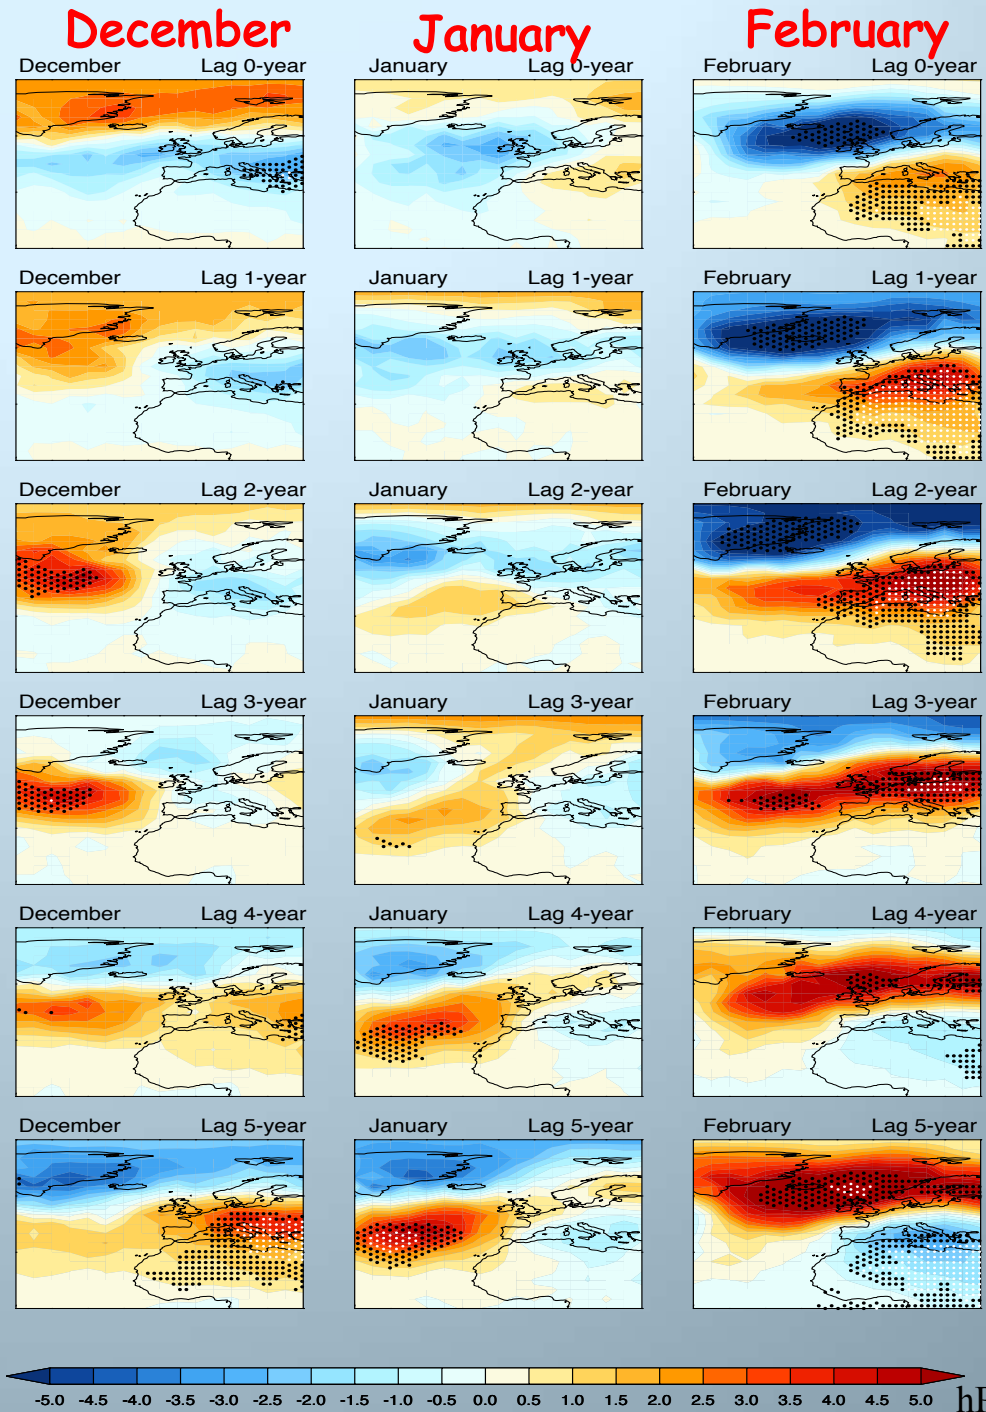 December January February
December Lag 0-year January Lag 0-year February Lag 0-year
December Lag 1-year January Lag 1-year February Lag 1-year
December Lag 2-year January Lag 2-year February Lag 2-year
December Lag 3-year January Lag 3-year February Lag 3-year
December Lag 4-year January Lag 4-year February Lag 4-year
December Lag 5-year January Lag 5-year February Lag 5-year
-5.0 -4.5 -4.0 -3.5 -3.0 -2.5 -2.0 -1.5 -1.0 -0.5 0.0 0.5 1.0 1.5 2.0 2.5 3.0 3.5 4.0 4.5 5.0